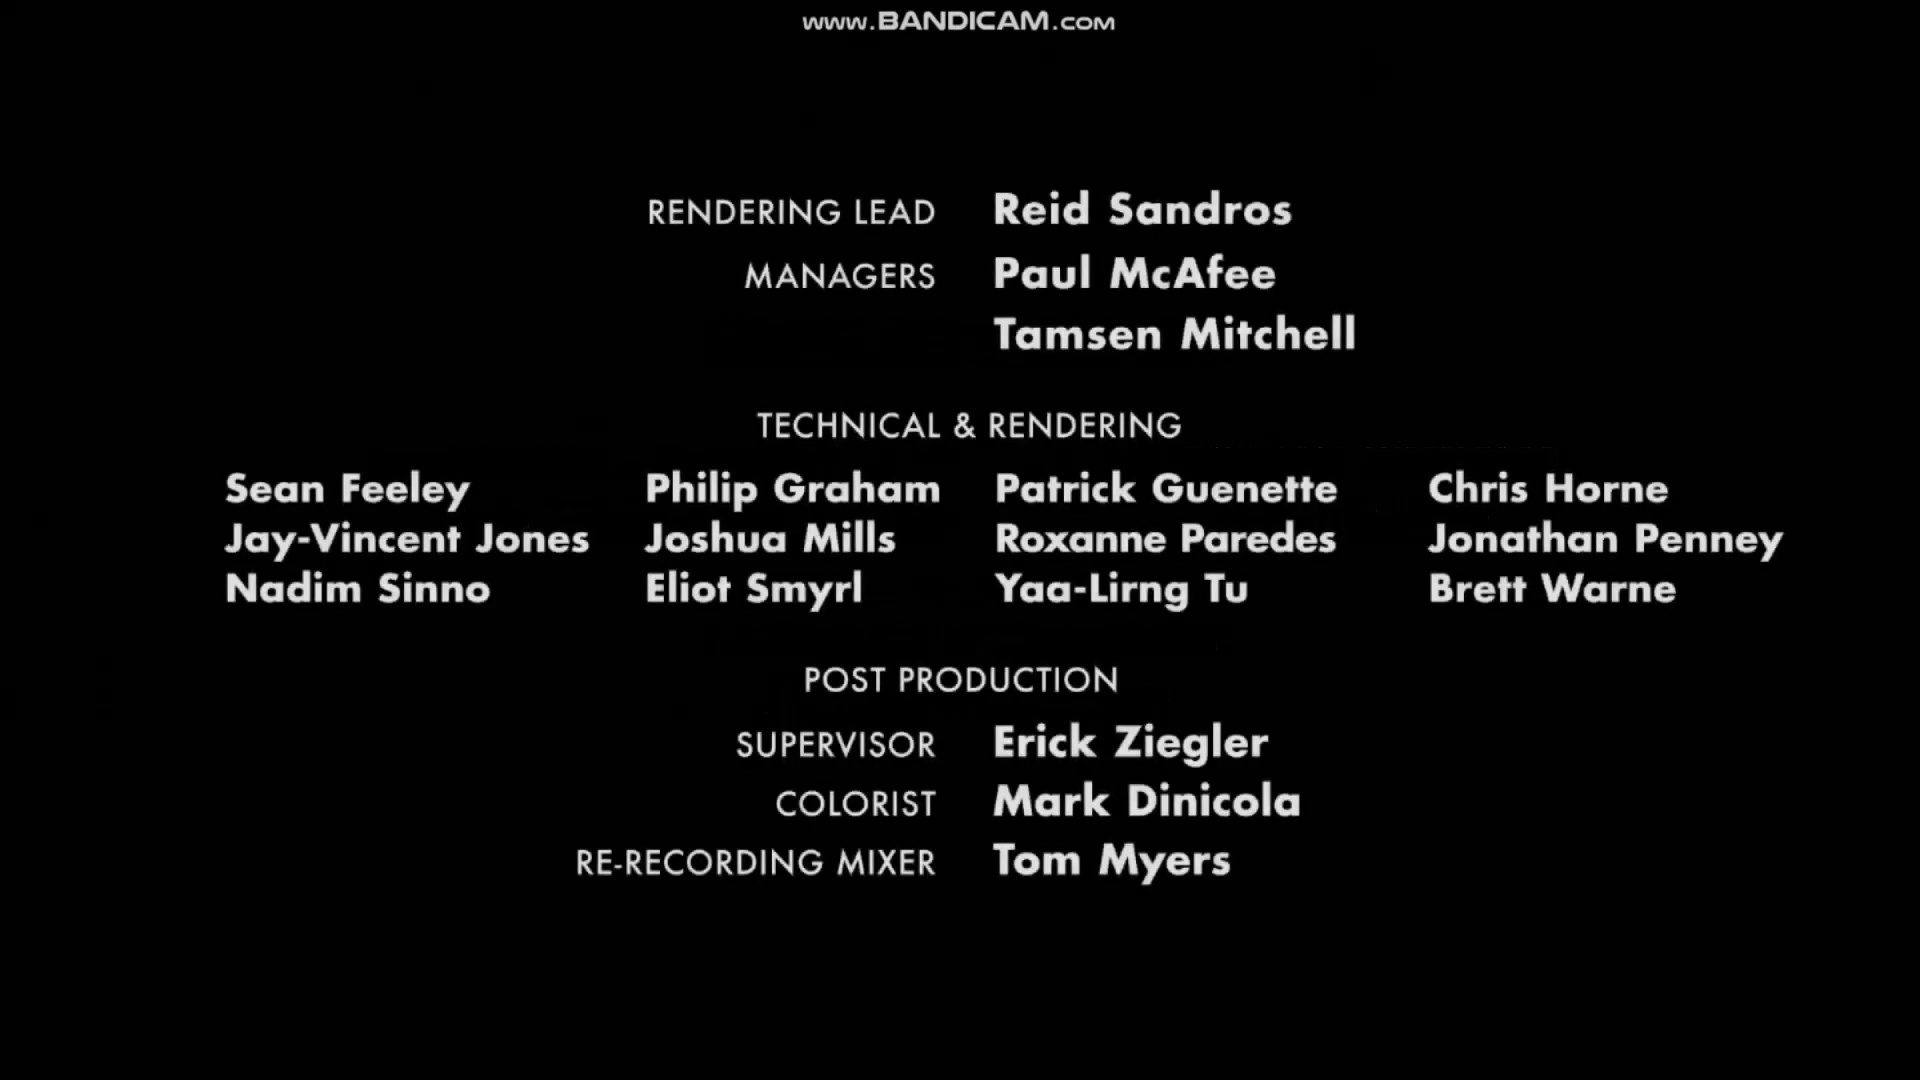 www.BANDICAM.com
RENDERING LEAD Reid Sandros
MANAGERS Paul McAfee
Tamsen Mitchell
TECHNICAL & RENDERING
Sean Feeley Philip Graham Patrick Guenette Chris Horne
Jay-Vincent Jones Joshua Mills Roxanne Paredes Jonathan Penney
Nadim Sinno Eliot Smyrl Yaa-Lirng Tu Brett Warne
POST PRODUCTION
SUPERVISOR Erick Ziegler
COLORIST Mark Dinicola
RE-RECORDING MIXER Tom Myers